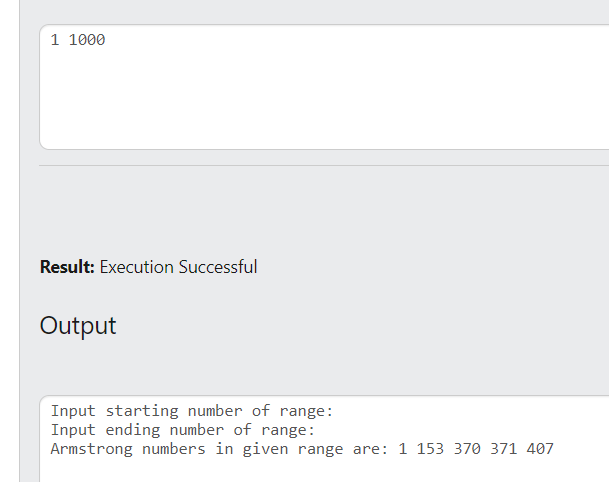 1 1000
Result: Execution Successful
Output
Input starting number of range:
Input ending number of range:
Armstrong numbers in given range are: 1 153 370 371 407